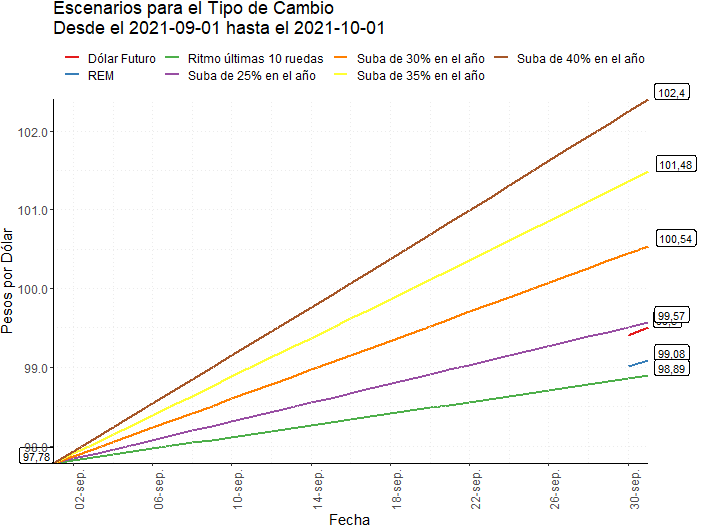 Escenarios para el Tipo de Cambio
Desde el 2021-09-01 hasta el 2021-10-01
Dólar Futuro
Ritmo últimas 10 ruedas
Suba de 30% en el año
Suba de 40% en el año
REM
Suba de 25% en el año
Suba de 35% en el año
Pesos por Dólar
102.0
101.0
100.0
99.0
102,4
101,48
100,54
99,57
99,08
98,89
97,78
02-sep.
06-sep.
10-sep.
14-sep.
18-sep.
22-sep.
26-sep.
30-sep.
Fecha